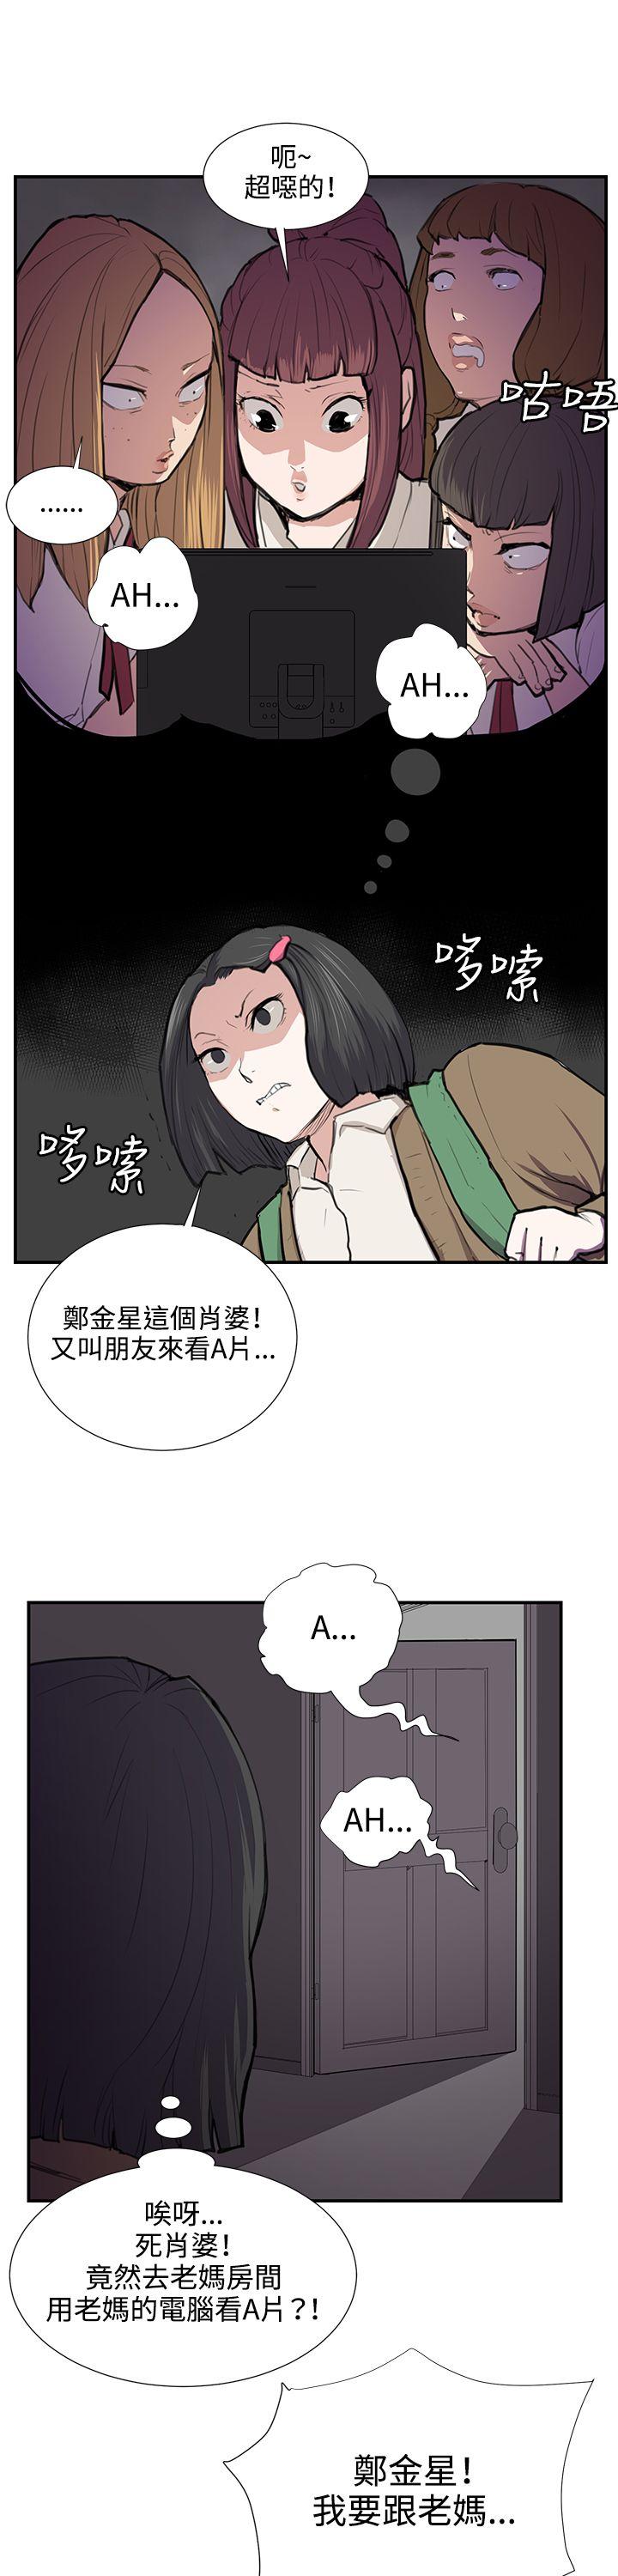 呃~
超噁的！
咕唔
......
AH...
AH...
哆嗦
哆嗦
鄭金星這個肖婆！
又叫朋友來看A片...
A...
AH...
唉呀...
死肖婆！
竟然去老媽房間
用老媽的電腦看A片？！
鄭金星！
我要跟老媽...